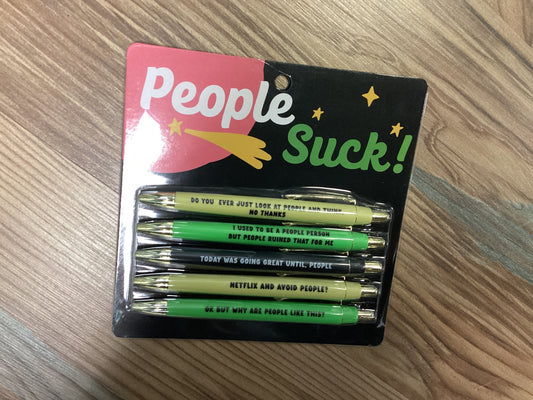 People
Suck!
DO YOU EVER JUST LOOK AT PEOPLE AND THINK
NO THANKS
I USED TO BE A PEOPLE PERSON
BUT PEOPLE RUINED THAT FOR ME
TODAY WAS GOING GREAT UNTIL, PEOPLE
NETFLIX AND AVOID PEOPLE?
OK BUT WHY ARE PEOPLE LIKE THIS?